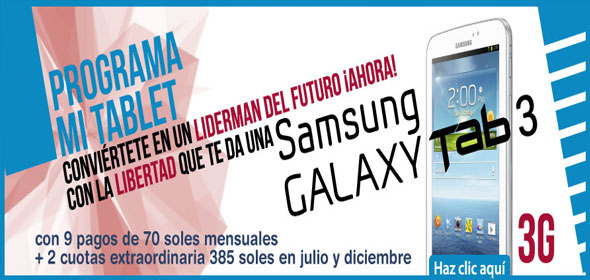 PROGRAMA
MI TABLET
CONVIÉRTETE EN UN LIDERMAN DEL FUTURO ¡AHORA!
CON LA LIBERTAD QUE TE DA UNA Samsung
GALAXY Tab 3
SAMSUNG
2:00
3G
con 9 pagos de 70 soles mensuales
+ 2 cuotas extraordinaria 385 soles en julio y diciembre
Haz clic aquí